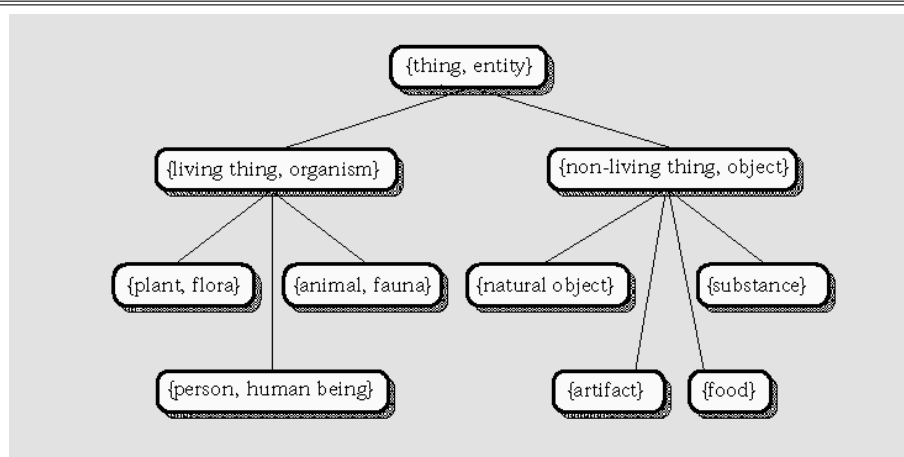 {thing, entity}
{living thing, organism}
{non-living thing, object}
{plant, flora}
{animal, fauna}
{natural object}
{substance}
{person, human being}
{artifact}
{food}